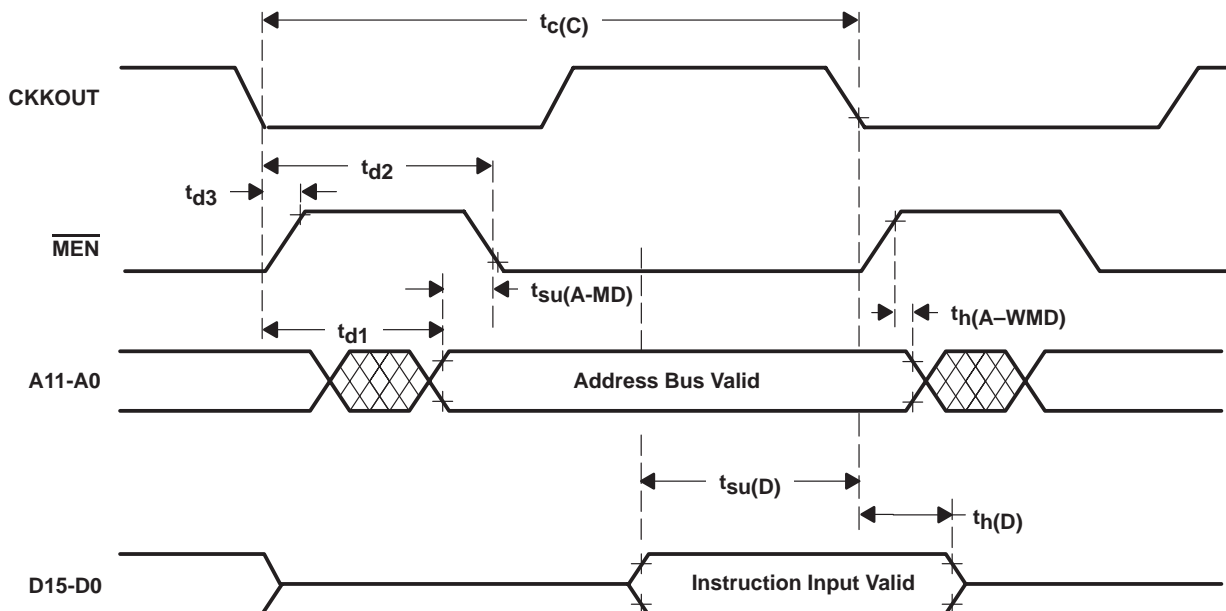 tc(C)
CKKOUT
td2
td3
MEN
tsu(A-MD)
th(A–WMD)
td1
A11-A0
Address Bus Valid
tsu(D)
th(D)
D15-D0
Instruction Input Valid